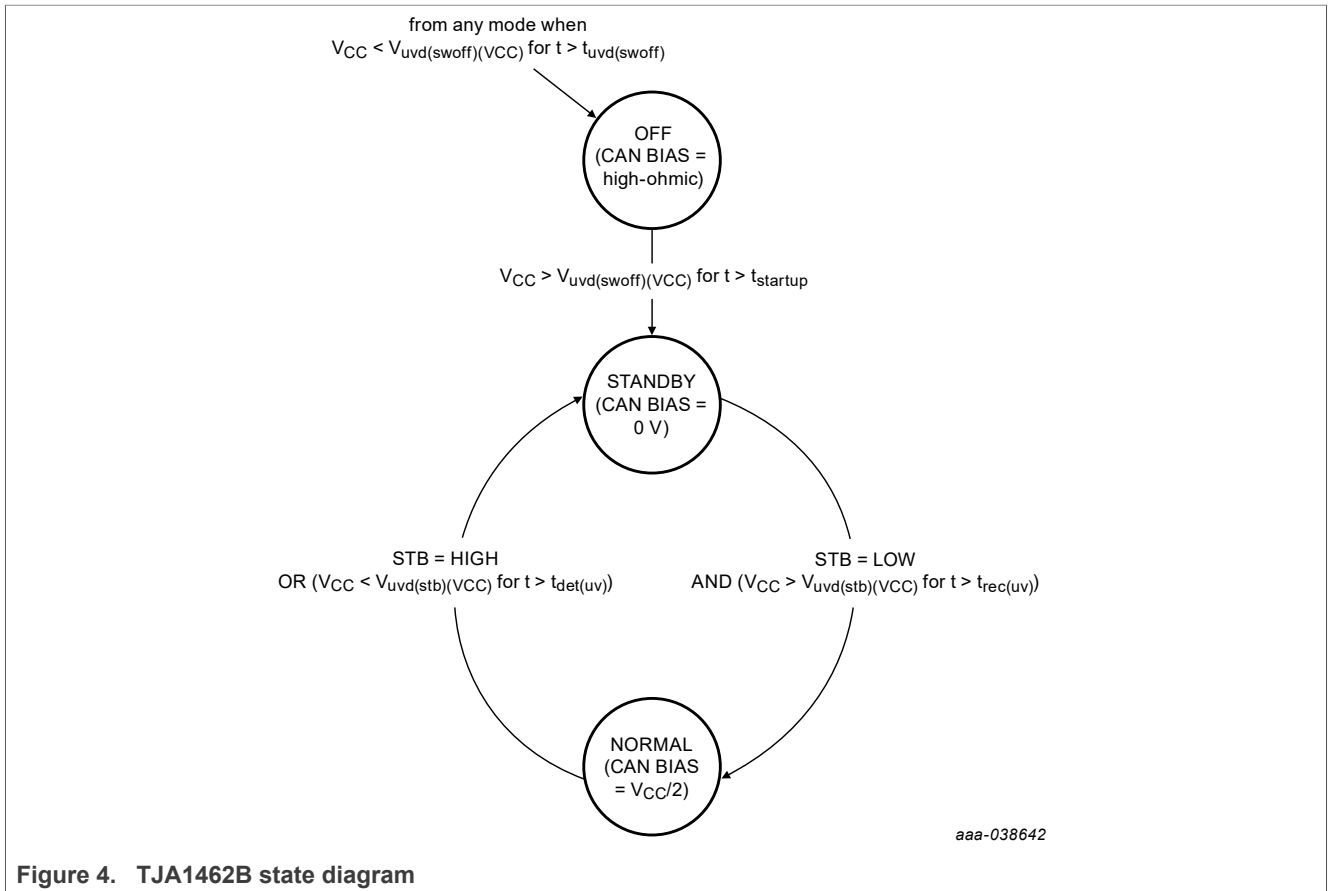 from any mode when
VCC < Vuvd(swoff)(VCC) for t > tuvd(swoff)
OFF
(CAN BIAS =
high-ohmic)
VCC > Vuvd(swoff)(VCC) for t > tstartup
STANDBY
(CAN BIAS =
0 V)
STB = HIGH
OR (VCC < Vuvd(stb)(VCC) for t > tdet(uv))
STB = LOW
AND (VCC > Vuvd(stb)(VCC) for t > trec(uv))
NORMAL
(CAN BIAS
= VCC/2)
aaa-038642
Figure 4. TJA1462B state diagram